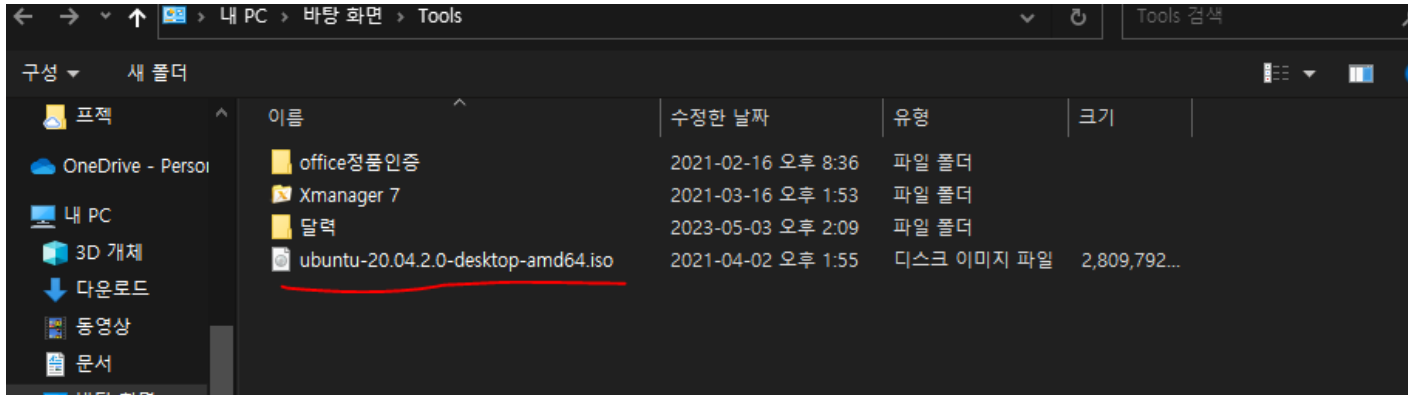 내 PC › 바탕 화면 › Tools
Tools 검색
구성
새 폴더
프젝
OneDrive - Person
내 PC
3D 개체
다운로드
동영상
문서
이름 수정한 날짜 유형 크기
office정품인증 2021-02-16 오후 8:36 파일 폴더
Xmanager 7 2021-03-16 오후 1:53 파일 폴더
달력 2023-05-03 오후 2:09 파일 폴더
ubuntu-20.04.2.0-desktop-amd64.iso 2021-04-02 오후 1:55 디스크 이미지 파일 2,809,792...